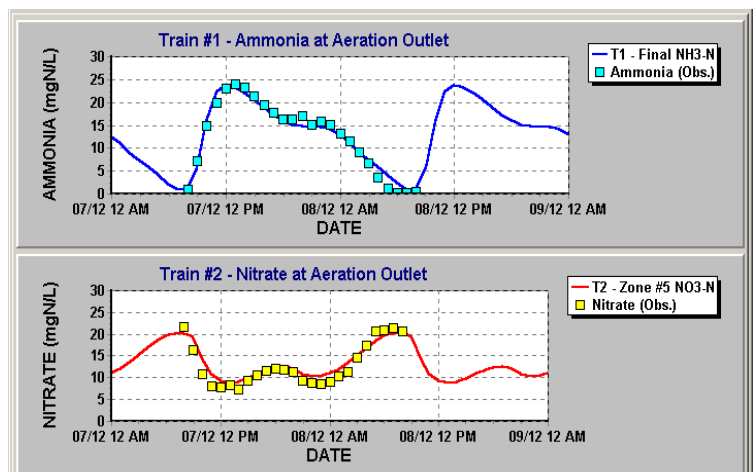 Train #1 - Ammonia at Aeration Outlet
AMMONIA (mgN/L)
30
25
20
15
10
5
0
07/12 12 AM 07/12 12 PM 08/12 12 AM 08/12 12 PM 09/12 12 AM
DATE
T1 - Final NH3-N
Ammonia (Obs.)
Train #2 - Nitrate at Aeration Outlet
NITRATE (mgN/L)
30
25
20
15
10
5
0
07/12 12 AM 07/12 12 PM 08/12 12 AM 08/12 12 PM 09/12 12 AM
DATE
T2 - Zone #5 NO3-N
Nitrate (Obs.)